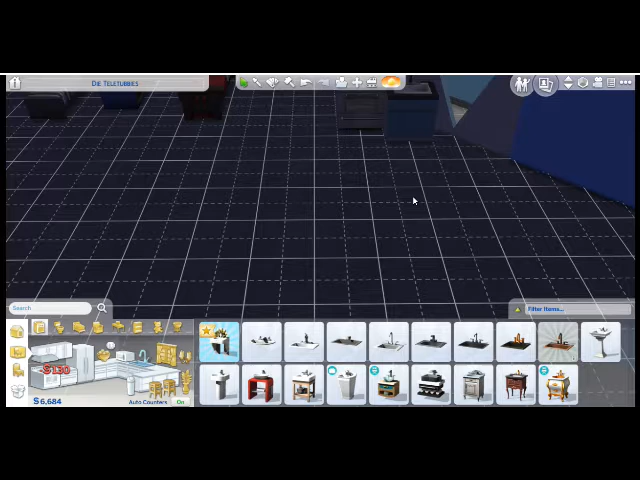 DIE TELETUBBIES
Search
Filter Items...
§130
§6,684
Auto Counters On